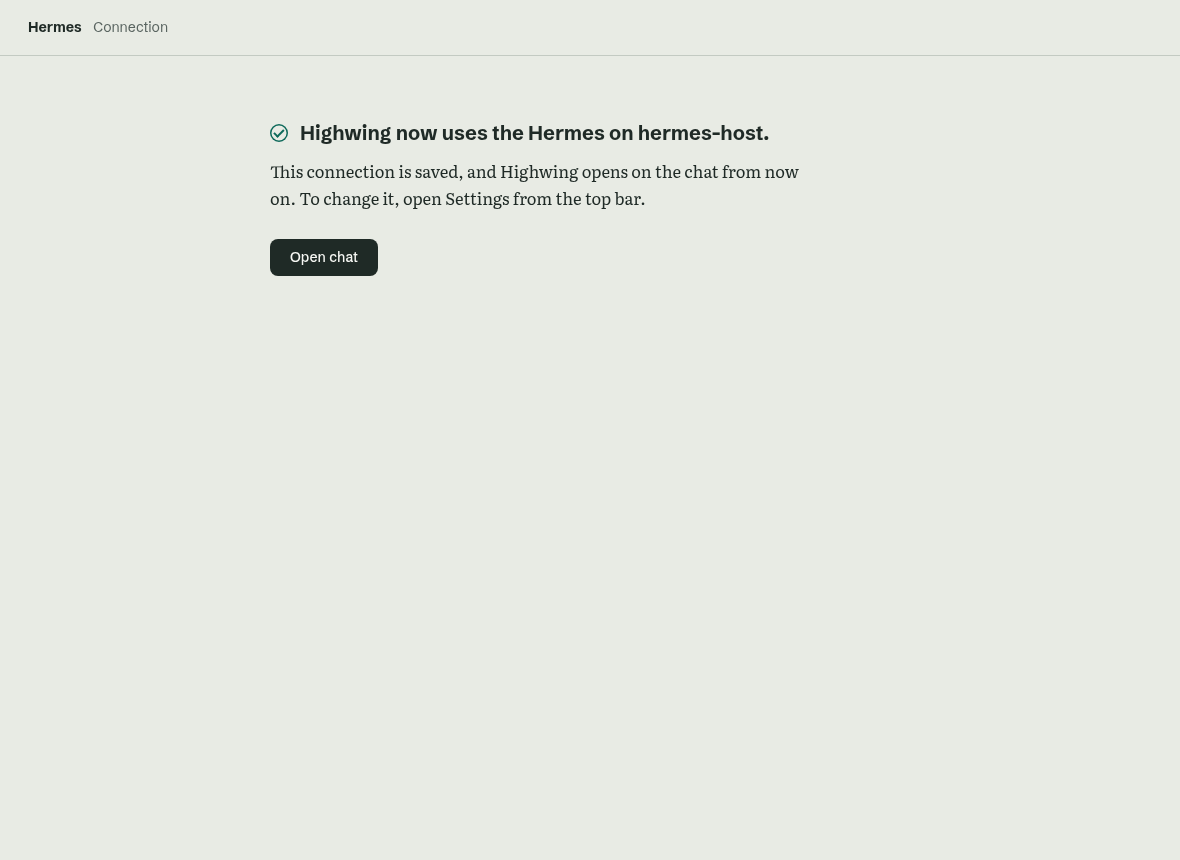 Hermes Connection
Highwing now uses the Hermes on hermes-host.
This connection is saved, and Highwing opens on the chat from now
on. To change it, open Settings from the top bar.
Open chat